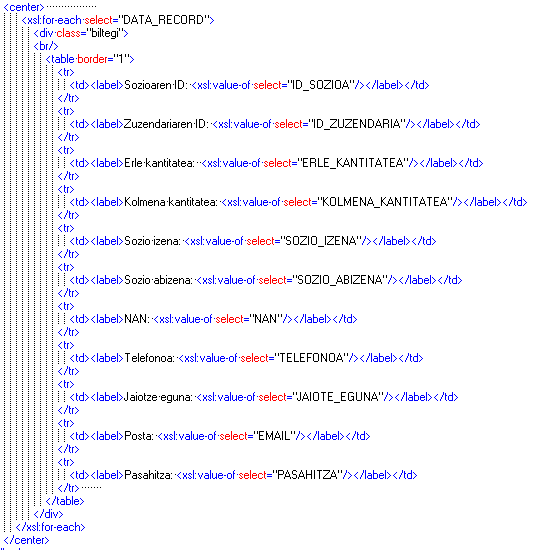 <center>
<xsl:for-each select="DATA_RECORD">
<div class="biltegi">
<br/>
<table border="1">
<tr>
<td><label>Sozioaren ID: <xsl:value-of select="ID_SOZIOA"/></label></td>
</tr>
<tr>
<td><label>Zuzendariaren ID: <xsl:value-of select="ID_ZUZENDARIA"/></label></td>
</tr>
<tr>
<td><label>Erle kantitatea:  <xsl:value-of select="ERLE_KANTITATEA"/></label></td>
</tr>
<tr>
<td><label>Kolmena kantitatea: <xsl:value-of select="KOLMENA_KANTITATEA"/></label></td>
</tr>
<tr>
<td><label>Sozio izena: <xsl:value-of select="SOZIO_IZENA"/></label></td>
</tr>
<tr>
<td><label>Sozio abizena: <xsl:value-of select="SOZIO_ABIZENA"/></label></td>
</tr>
<tr>
<td><label>NAN: <xsl:value-of select="NAN"/></label></td>
</tr>
<tr>
<td><label>Telefonoa: <xsl:value-of select="TELEFONOA"/></label></td>
</tr>
<tr>
<td><label>Jaiotze eguna: <xsl:value-of select="JAIOTE_EGUNA"/></label></td>
</tr>
<tr>
<td><label>Posta: <xsl:value-of select="EMAIL"/></label></td>
</tr>
<tr>
<td><label>Pasahitza: <xsl:value-of select="PASAHITZA"/></label></td>
</tr>
</table>
</div>
</xsl:for-each>
</center>